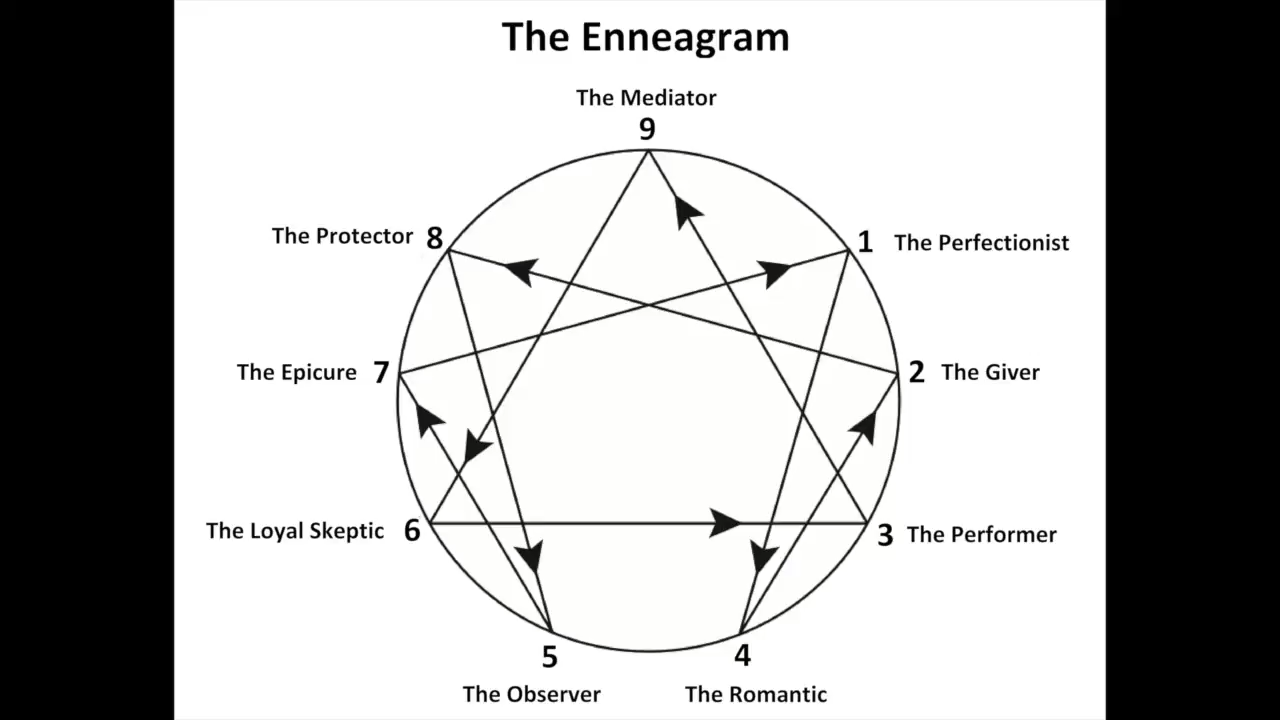 The Enneagram
The Mediator
9
The Protector 8
1 The Perfectionist
The Epicure 7
2 The Giver
The Loyal Skeptic 6
3 The Performer
5
4
The Observer
The Romantic